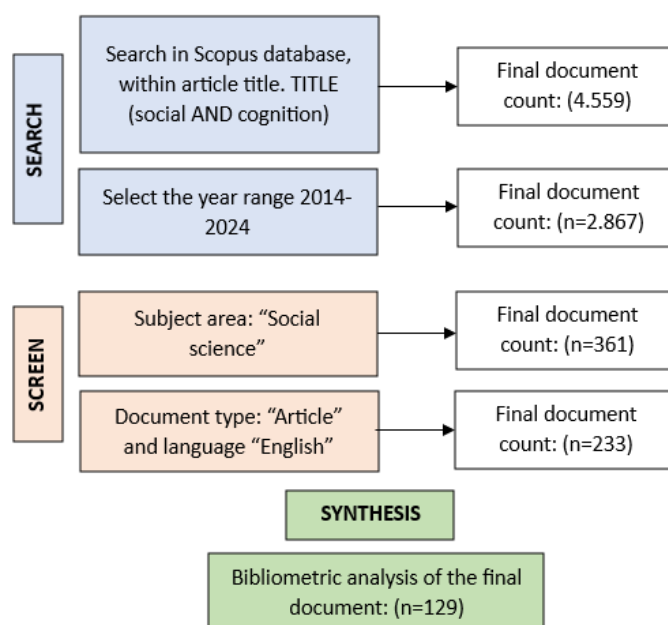 SEARCH
Search in Scopus database,
within article title. TITLE
(social AND cognition)
Final document
count: (4.559)
Select the year range 2014-
2024
Final document
count: (n=2.867)
SCREEN
Subject area: “Social
science”
Final document
count: (n=361)
Document type: “Article”
and language “English”
Final document
count: (n=233)
SYNTHESIS
Bibliometric analysis of the final
document: (n=129)